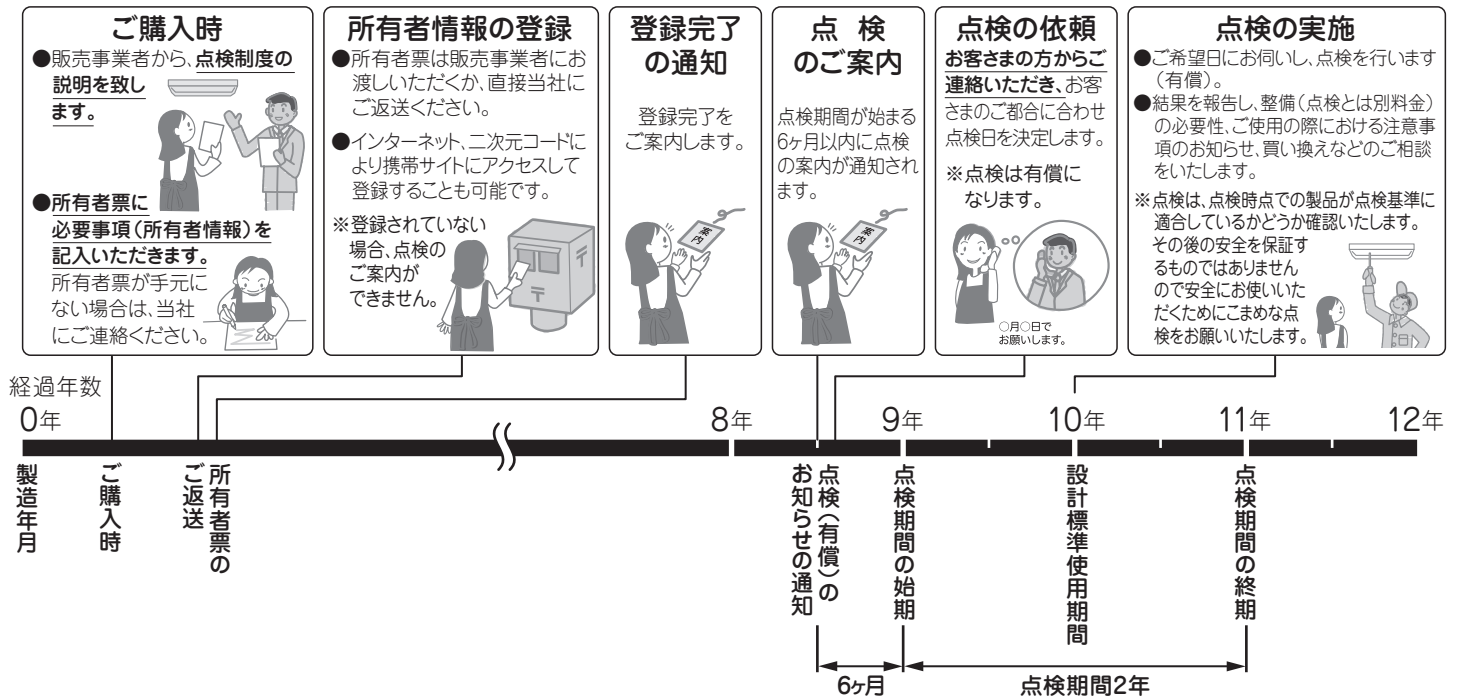 ご購入時
●販売事業者から、点検制度の
説明を致し
ます。
●所有者票に
必要事項(所有者情報)を
記入いただきます。
所有者票が手元に
ない場合は、当社
にご連絡ください。
所有者情報の登録
●所有者票は販売事業者にお
渡しいただくか、直接当社に
ご返送ください。
●インターネット、二次元コードに
より携帯サイトにアクセスして
登録することも可能です。
※登録されていない
場合、点検の
ご案内が
できません。
〒
〒
登録完了
の通知
登録完了を
ご案内します。
案内
点 検
のご案内
点検期間が始まる
6ヶ月以内に点検
の案内が通知され
ます。
案内
点検の依頼
お客さまの方からご
連絡いただき、お客
さまのご都合に合わせ
点検日を決定します。
※点検は有償に
なります。
○月○日で
お願いします。
点検の実施
●ご希望日にお伺いし、点検を行います
(有償)。
●結果を報告し、整備(点検とは別料金)
の必要性、ご使用の際における注意事
項のお知らせ、買い換えなどのご相談
をいたします。
※点検は、点検時点での製品が点検基準に
適合しているかどうか確認いたします。
その後の安全を保証す
るものではありません
ので安全にお使いいた
だくためにこまめな点
検をお願いいたします。
経過年数
0年
8年
9年
10年
11年
12年
製造年月
ご購入時
所有者票の
ご返送
点検(有償)の
お知らせの通知
点検期間の始期
設計標準使用期間
点検期間の終期
6ヶ月
点検期間2年